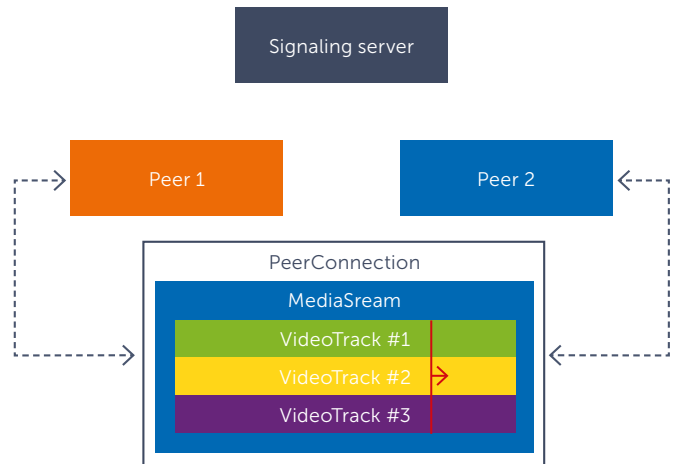 Signaling server
Peer 1
Peer 2
PeerConnection
MediaSream
VideoTrack #1
VideoTrack #2
VideoTrack #3